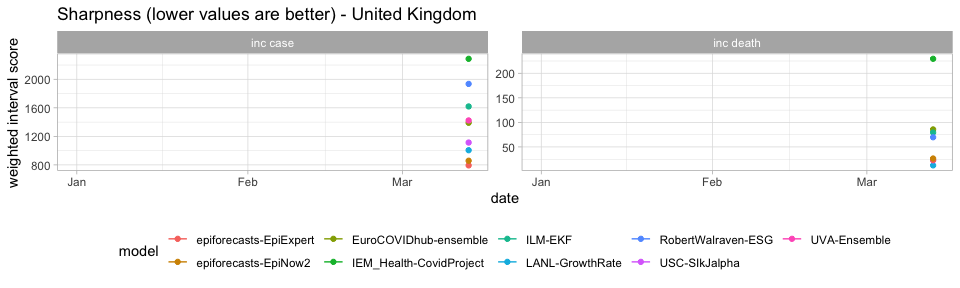 Sharpness (lower values are better) - United Kingdom
inc case
inc death
weighted interval score
2000
1600
1200
800
200
150
100
50
Jan Feb Mar
Jan Feb Mar
date
model
epiforecasts-EpiExpert EuroCOVIDhub-ensemble ILM-EKF RobertWalraven-ESG UVA-Ensemble
epiforecasts-EpiNow2 IEM_Health-CovidProject LANL-GrowthRate USC-SIkJalpha